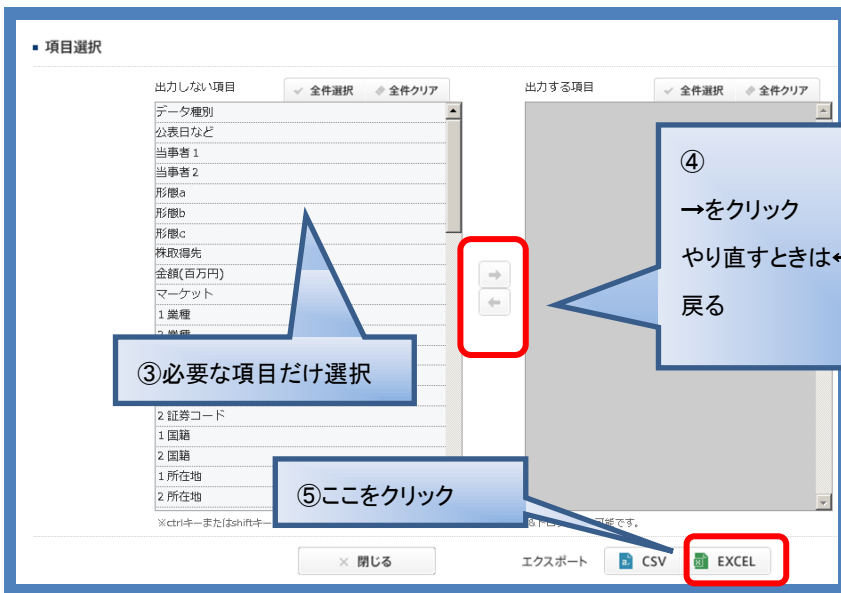 項目選択
出力しない項目
全件選択 全件クリア
出力する項目
全件選択 全件クリア
データ種別
公表日など
当事者1
当事者2
形態a
形態b
形態c
株取得先
金額(百万円)
マーケット
1業種
2業種
2証券コード
1国籍
2国籍
1所在地
2所在地
③必要な項目だけ選択
④
→をクリック
やり直すときは←
戻る
⑤ここをクリック
※ctrlキーまたはshiftキー
可能です。
× 閉じる
エクスポート
CSV
EXCEL